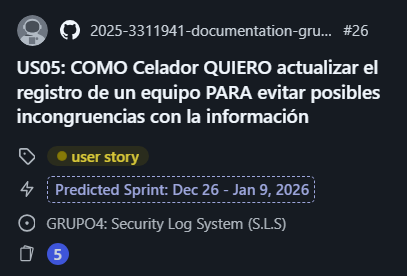 2025-3311941-documentation-gru... #26
US05: COMO Celador QUIERO actualizar el
registro de un equipo PARA evitar posibles
incongruencias con la información
user story
Predicted Sprint: Dec 26 - Jan 9, 2026
GRUPO4: Security Log System (S.L.S)
5